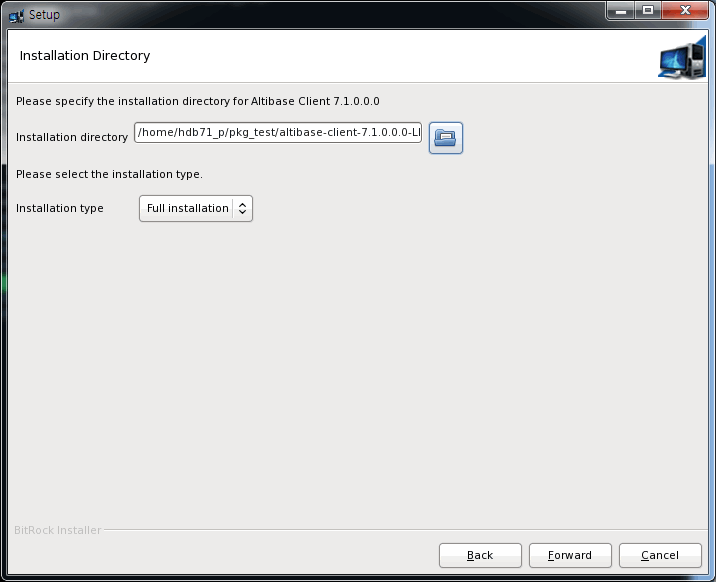 Setup
Installation Directory
Please specify the installation directory for Altibase Client 7.1.0.0.0
Installation directory /home/hdb71_p/pkg_test/altibase-client-7.1.0.0.0-LI
Please select the installation type.
Installation type Full installation
BitRock Installer
Back Forward Cancel